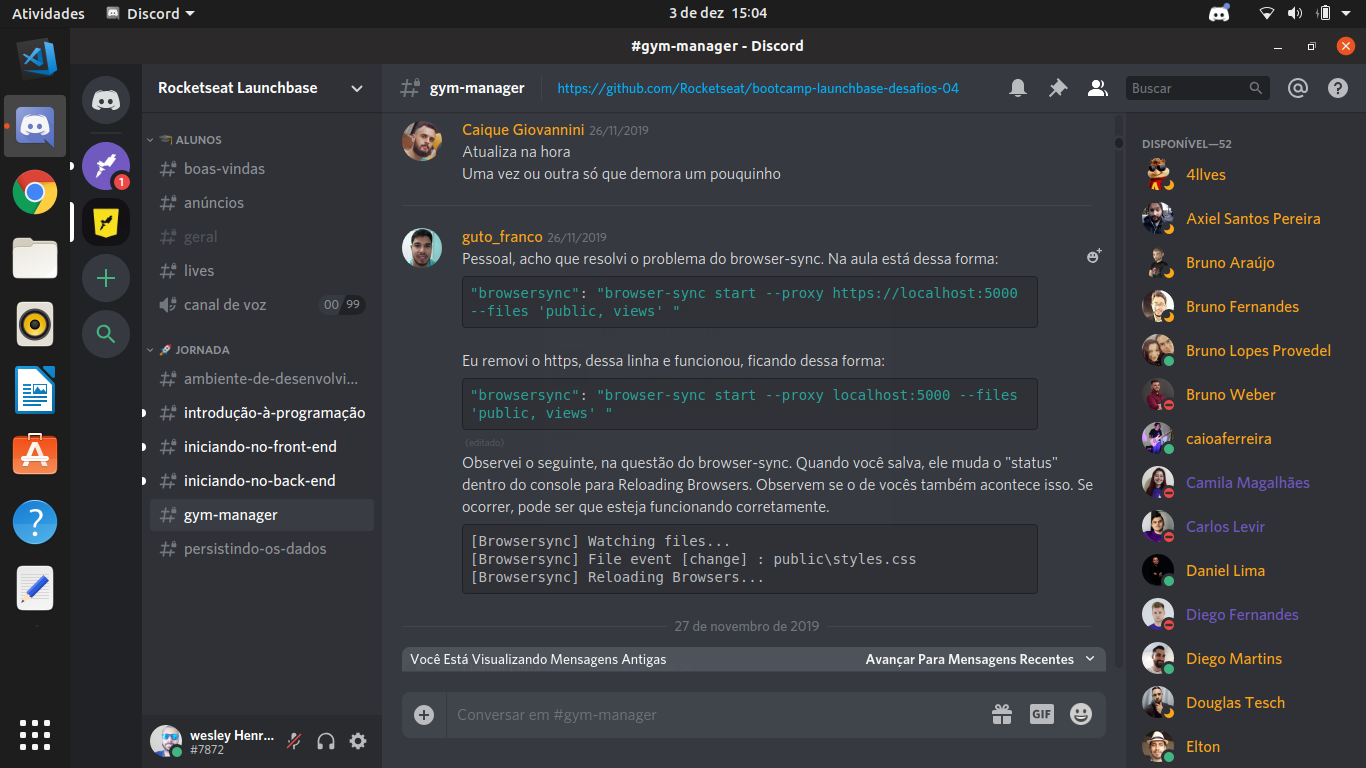 Atividades
Discord
3 de dez 15:04
#gym-manager - Discord
Rocketseat Launchbase
gym-manager
https://github.com/Rocketseat/bootcamp-launchbase-desafios-04
Buscar
1
ALUNOS
boas-vindas
anúncios
geral
lives
canal de voz
00 99
JORNADA
ambiente-de-desenvolvi...
introdução-à-programação
iniciando-no-front-end
iniciando-no-back-end
gym-manager
persistindo-os-dados
wesley Henr...
#7872
Caique Giovannini 26/11/2019
Atualiza na hora
Uma vez ou outra só que demora um pouquinho
guto_franco 26/11/2019
Pessoal, acho que resolvi o problema do browser-sync. Na aula está dessa forma:
"browsersync": "browser-sync start --proxy https://localhost:5000
--files 'public, views' "
Eu removi o https, dessa linha e funcionou, ficando dessa forma:
"browsersync": "browser-sync start --proxy localhost:5000 --files
'public, views' "
(editado)
Observei o seguinte, na questão do browser-sync. Quando você salva, ele muda o "status"
dentro do console para Reloading Browsers. Observem se o de vocês também acontece isso. Se
ocorrer, pode ser que esteja funcionando corretamente.
[Browsersync] Watching files...
[Browsersync] File event [change] : public\styles.css
[Browsersync] Reloading Browsers...
27 de novembro de 2019
Você Está Visualizando Mensagens Antigas
Avançar Para Mensagens Recentes
Conversar em #gym-manager
GIF
DISPONÍVEL—52
4llves
Axiel Santos Pereira
Bruno Araújo
Bruno Fernandes
Bruno Lopes Provedel
Bruno Weber
caioaferreira
Camila Magalhães
Carlos Levir
Daniel Lima
Diego Fernandes
Diego Martins
Douglas Tesch
Elton